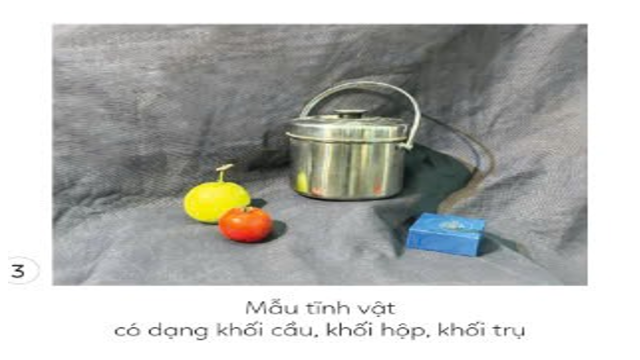 3
Mẫu tĩnh vật
có dạng khối cầu, khối hộp, khối trụ